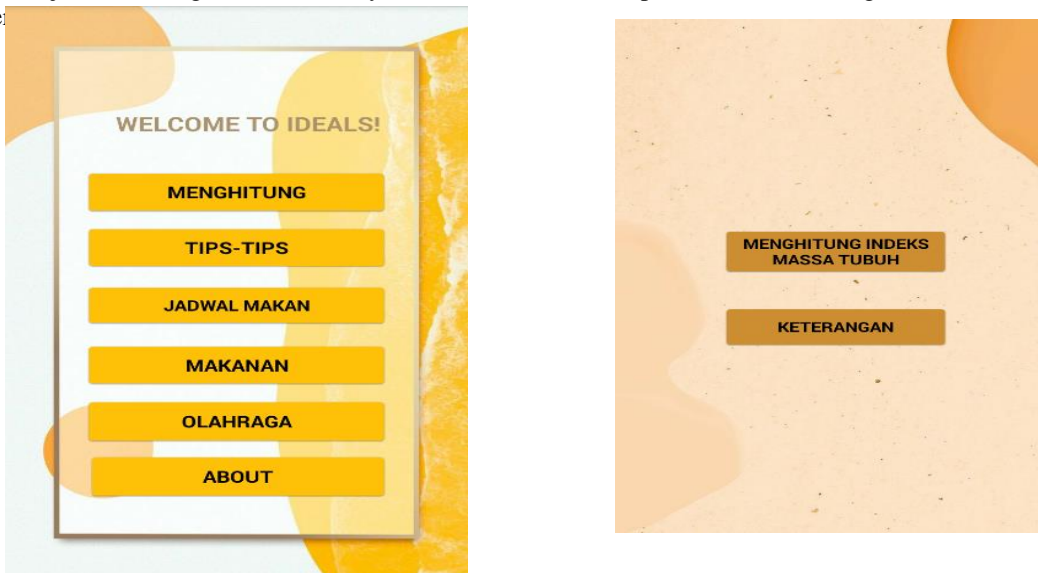 WELCOME TO IDEALS!
MENGHITUNG
TIPS-TIPS
JADWAL MAKAN
MAKANAN
OLAHRAGA
ABOUT
MENGHITUNG INDEKS
MASSA TUBUH
KETERANGAN